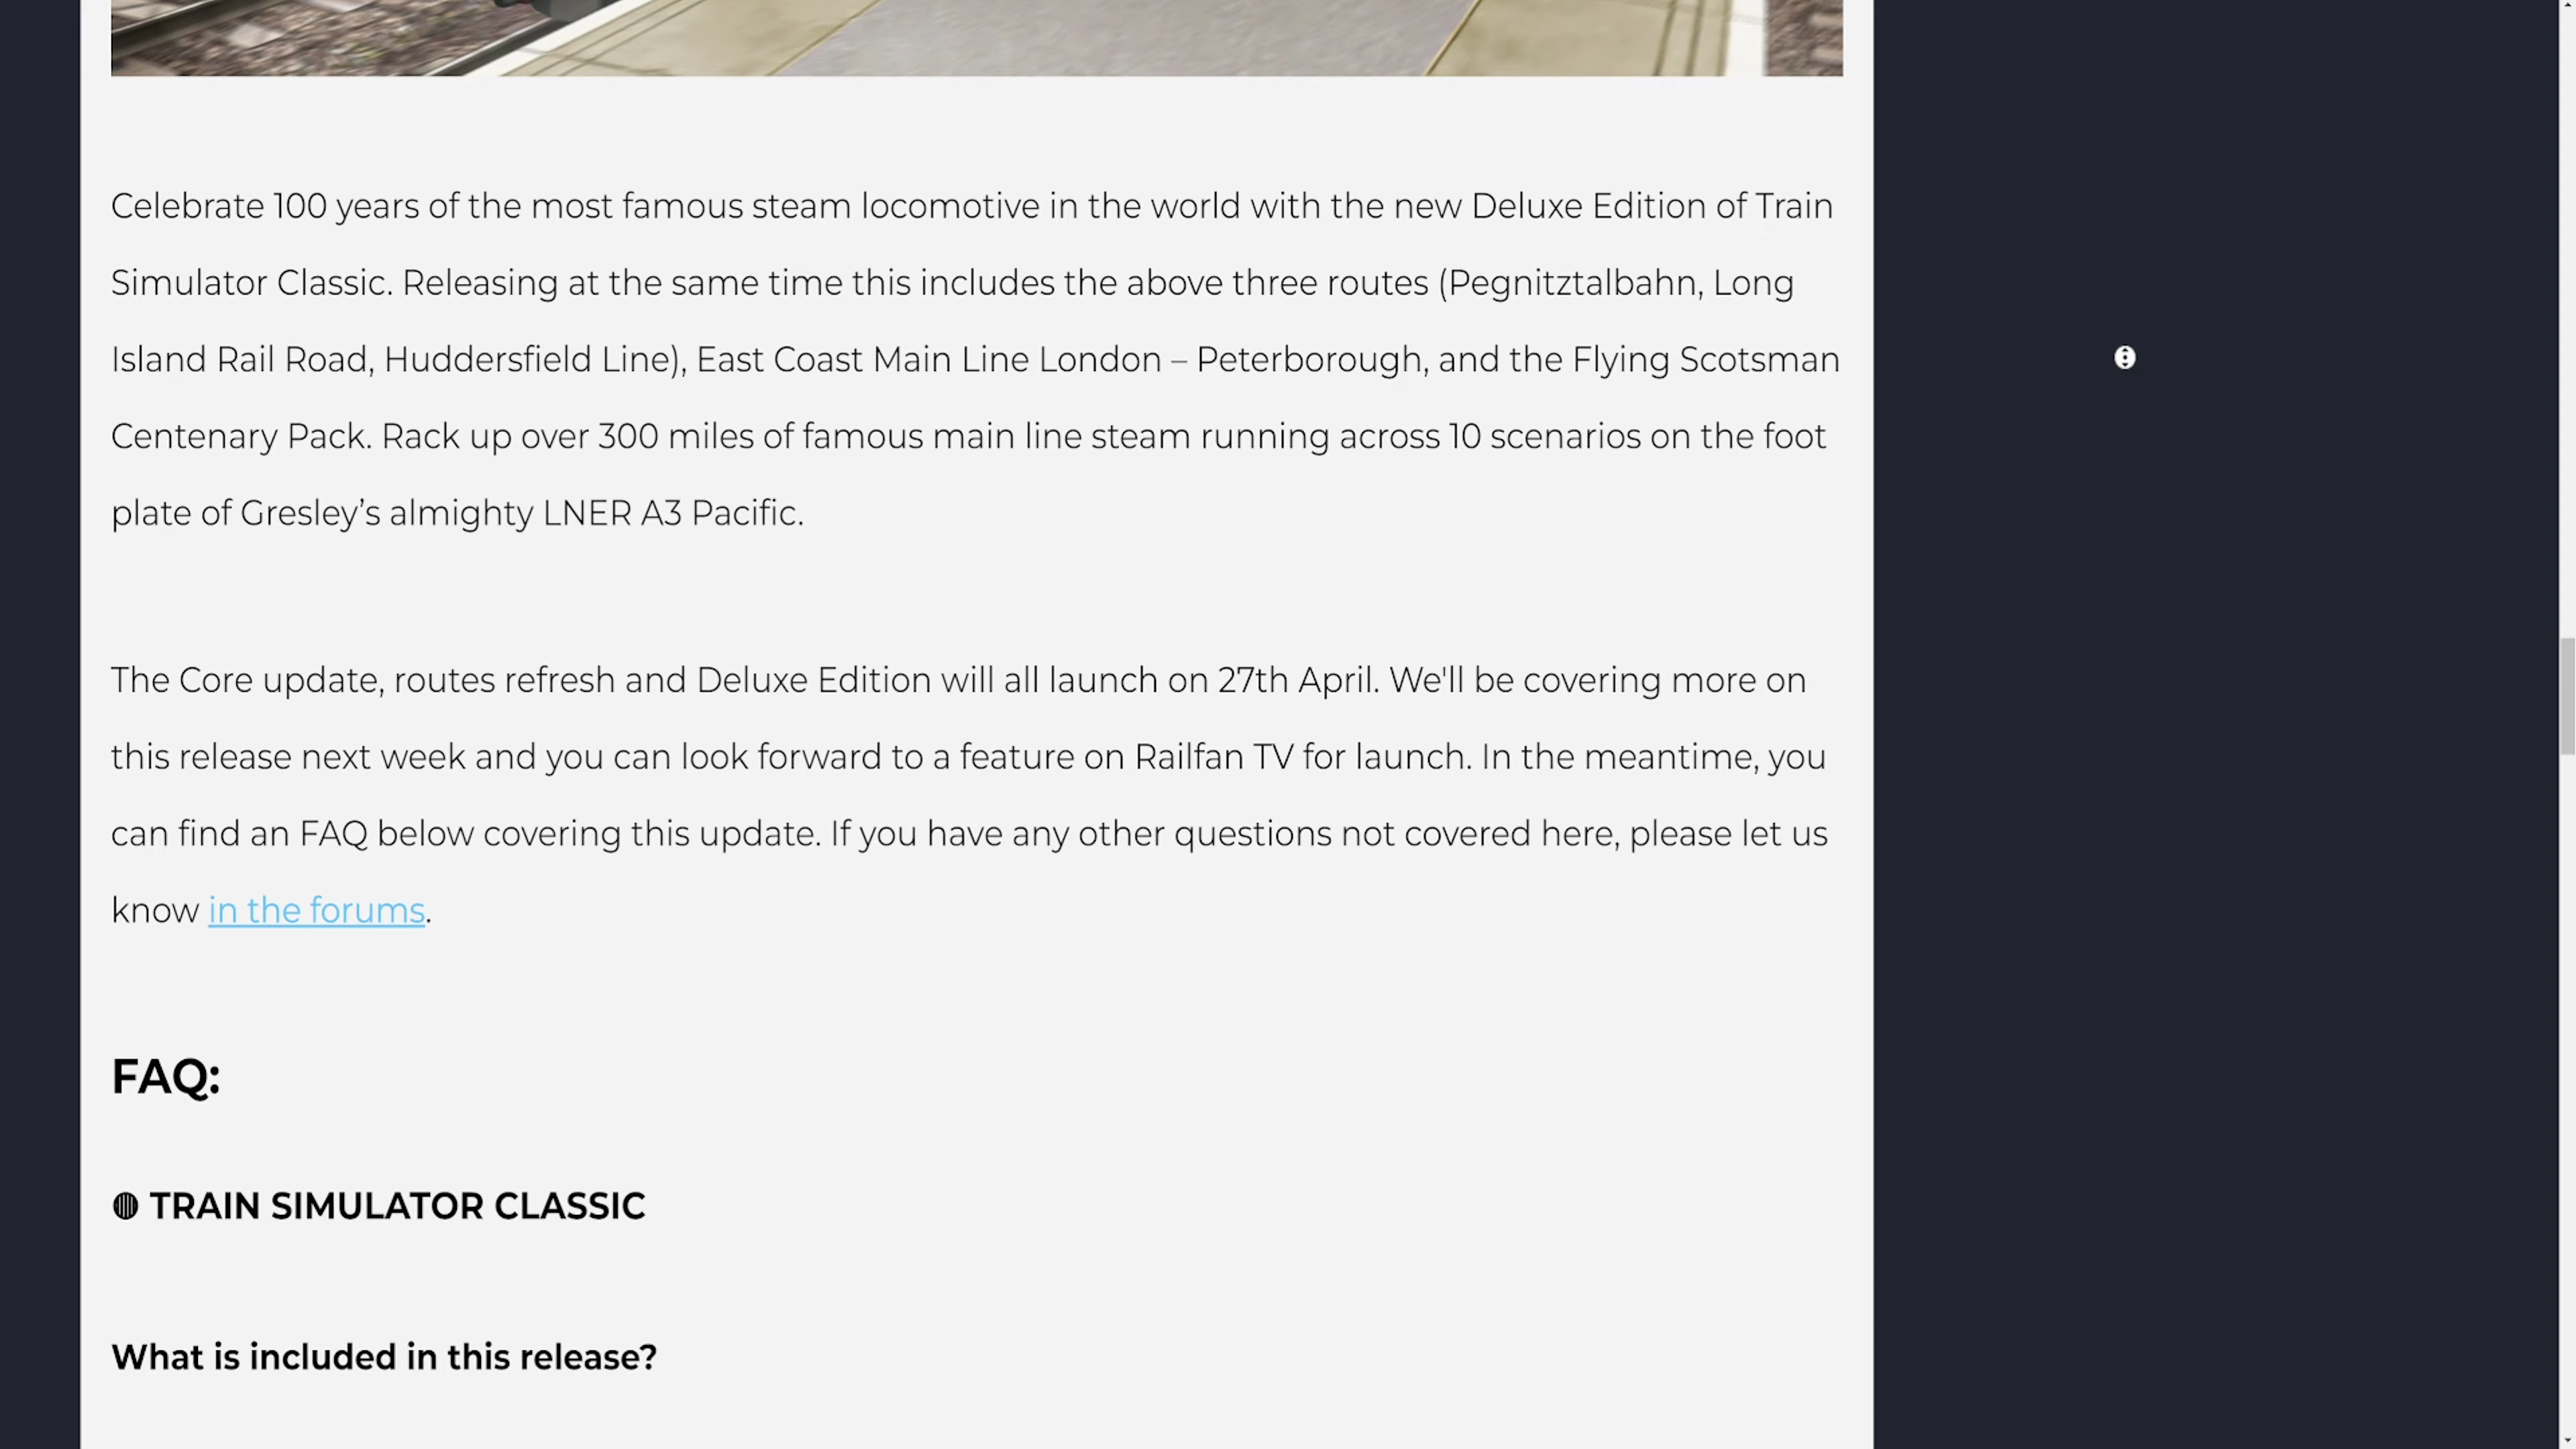 Celebrate 100 years of the most famous steam locomotive in the world with the new Deluxe Edition of Train
Simulator Classic. Releasing at the same time this includes the above three routes (Pegnitztalbahn, Long
Island Rail Road, Huddersfield Line), East Coast Main Line London – Peterborough, and the Flying Scotsman
Centenary Pack. Rack up over 300 miles of famous main line steam running across 10 scenarios on the foot
plate of Gresley’s almighty LNER A3 Pacific.
The Core update, routes refresh and Deluxe Edition will all launch on 27th April. We'll be covering more on
this release next week and you can look forward to a feature on Railfan TV for launch. In the meantime, you
can find an FAQ below covering this update. If you have any other questions not covered here, please let us
know in the forums.
FAQ:
TRAIN SIMULATOR CLASSIC
What is included in this release?